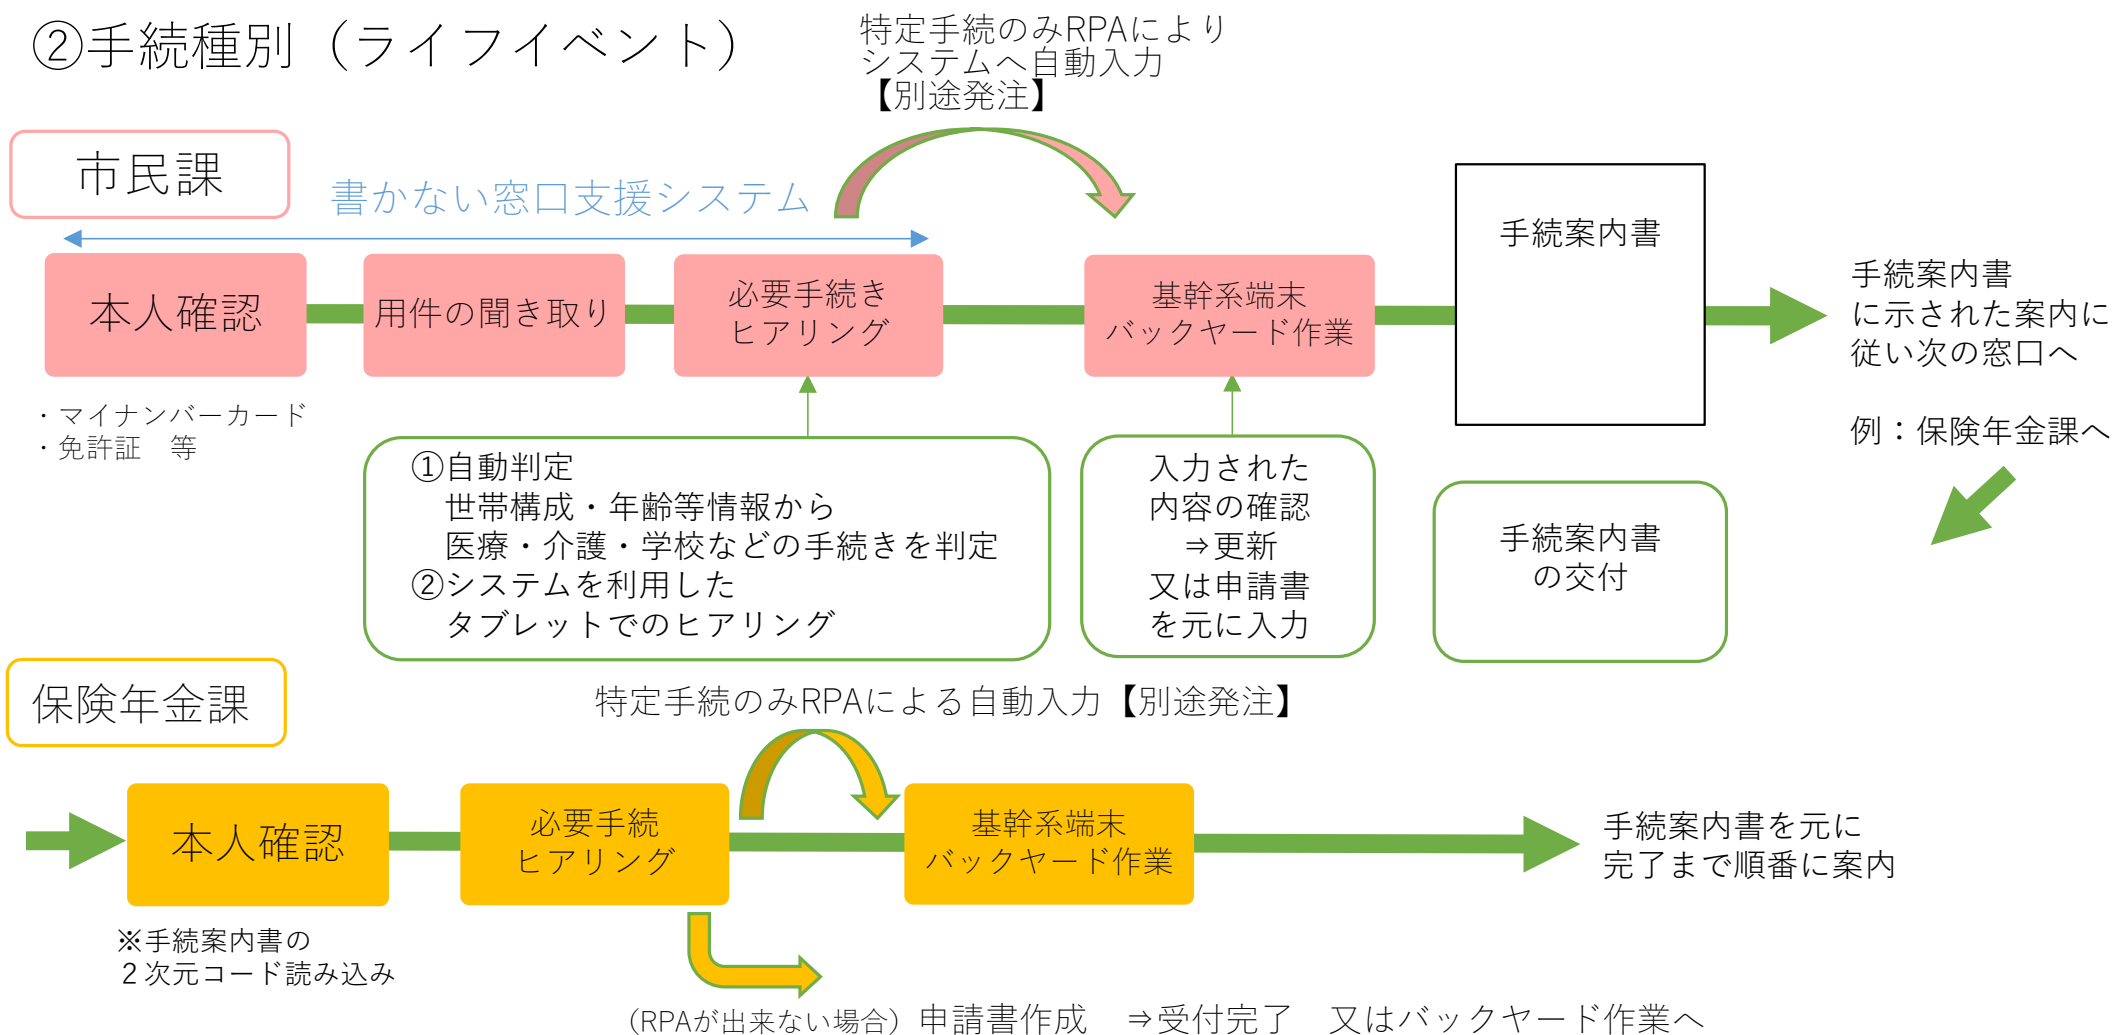 ②手続種別（ライフイベント）
特定手続のみRPAにより
システムへ自動入力
【別途発注】
市民課
書かない窓口支援システム
本人確認
用件の聞き取り
必要手続き
ヒアリング
基幹系端末
バックヤード作業
手続案内書
手続案内書
に示された案内に
従い次の窓口へ
例：保険年金課へ
・マイナンバーカード
・免許証　等
①自動判定
世帯構成・年齢等情報から
医療・介護・学校などの手続きを判定
②システムを利用した
タブレットでのヒアリング
入力された
内容の確認
⇒更新
又は申請書
を元に入力
手続案内書
の交付
保険年金課
特定手続のみRPAによる自動入力【別途発注】
本人確認
必要手続
ヒアリング
基幹系端末
バックヤード作業
手続案内書を元に
完了まで順番に案内
※手続案内書の
２次元コード読み込み
（RPAが出来ない場合）申請書作成　⇒受付完了　又はバックヤード作業へ